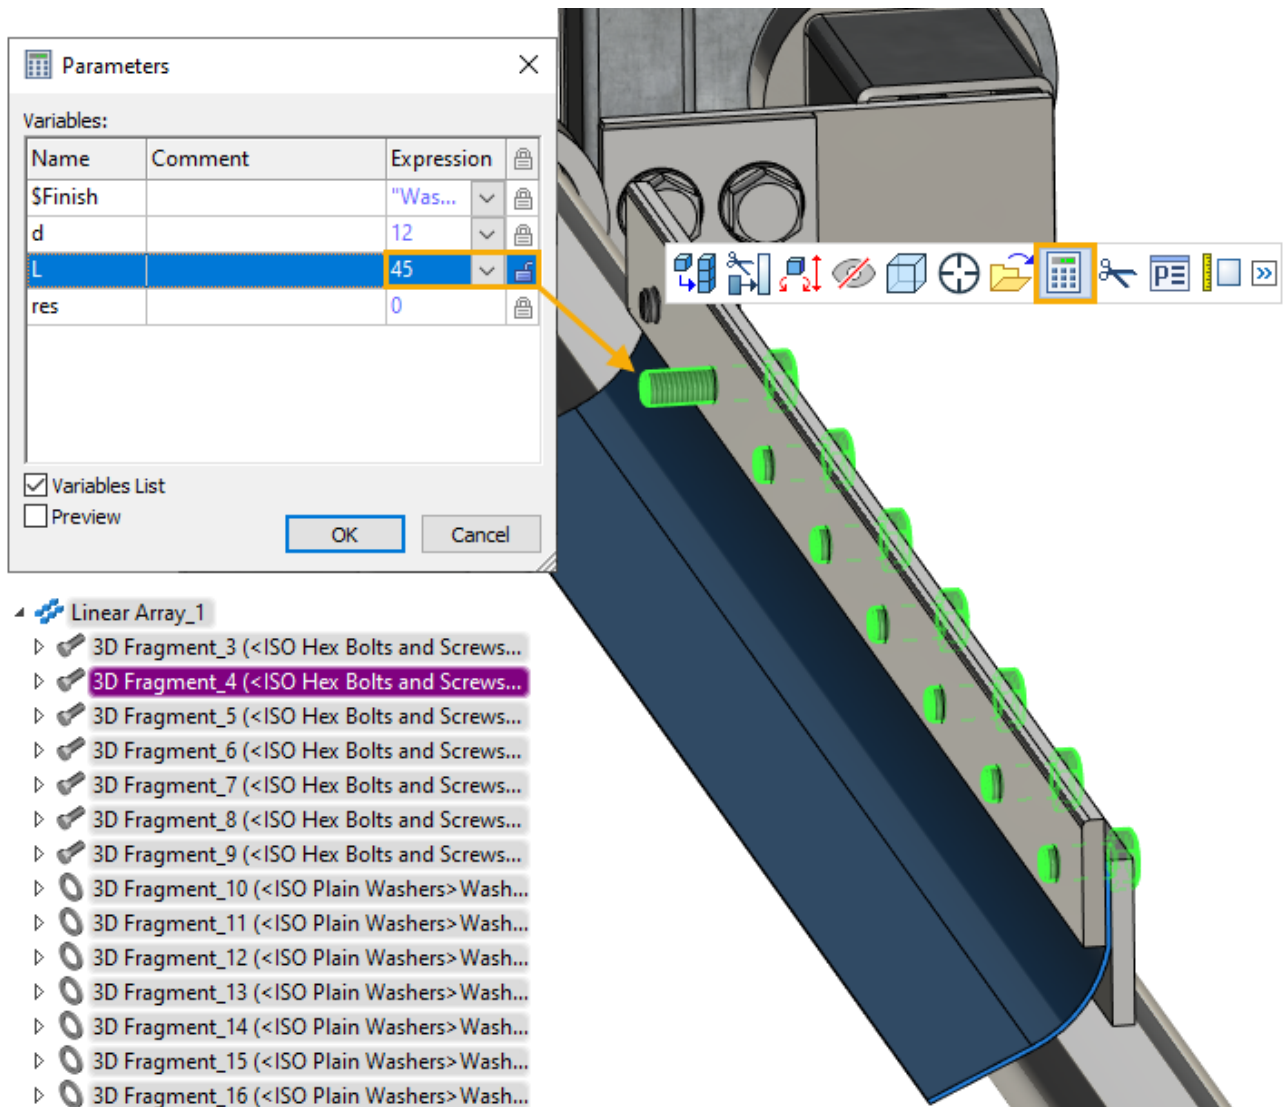 Parameters
Variables:
Name Comment Expression
$Finish "Was...
d 12
L 45
res 0
Variables List
Preview
OK Cancel
Linear Array_1
3D Fragment_3 (<ISO Hex Bolts and Screws...
3D Fragment_4 (<ISO Hex Bolts and Screws...
3D Fragment_5 (<ISO Hex Bolts and Screws...
3D Fragment_6 (<ISO Hex Bolts and Screws...
3D Fragment_7 (<ISO Hex Bolts and Screws...
3D Fragment_8 (<ISO Hex Bolts and Screws...
3D Fragment_9 (<ISO Hex Bolts and Screws...
3D Fragment_10 (<ISO Plain Washers>Wash...
3D Fragment_11 (<ISO Plain Washers>Wash...
3D Fragment_12 (<ISO Plain Washers>Wash...
3D Fragment_13 (<ISO Plain Washers>Wash...
3D Fragment_14 (<ISO Plain Washers>Wash...
3D Fragment_15 (<ISO Plain Washers>Wash...
3D Fragment_16 (<ISO Plain Washers>Wash...